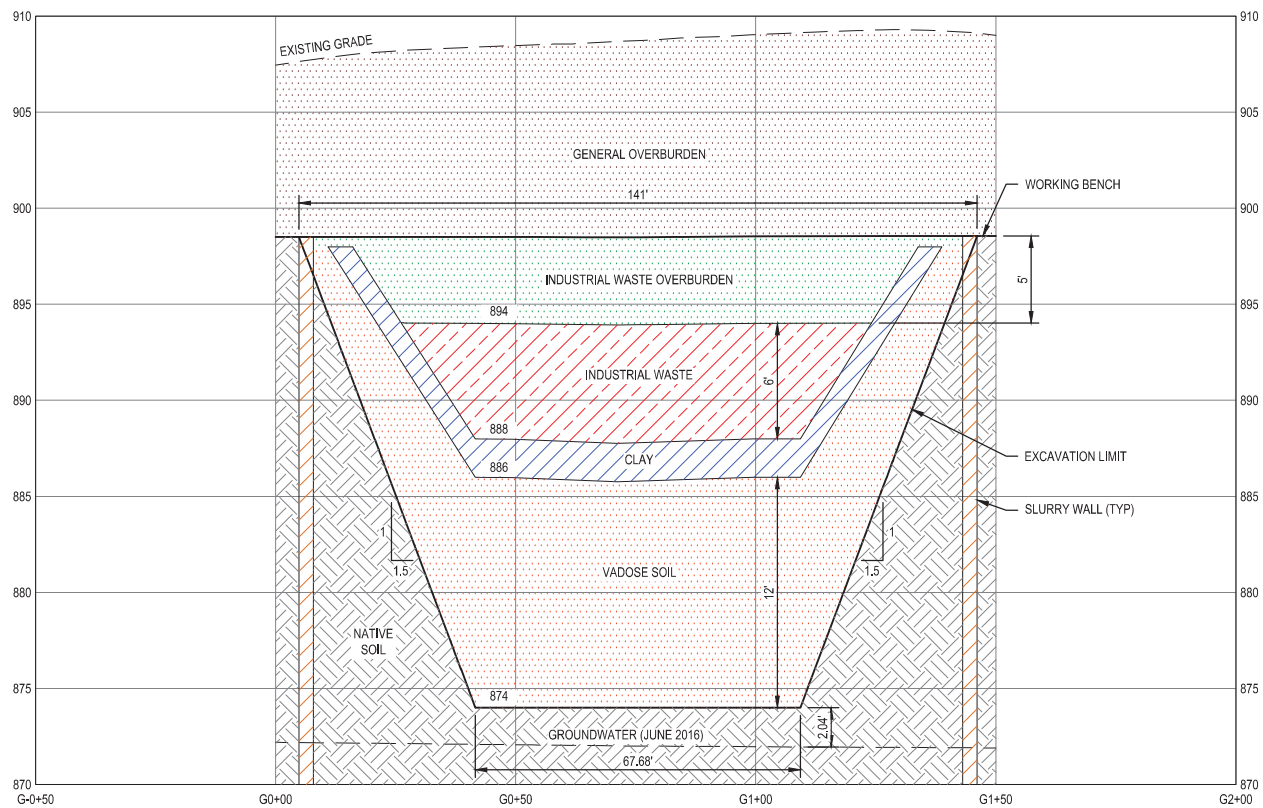 910
910
EXISTING GRADE
905
905
GENERAL OVERBURDEN
WORKING BENCH
141'
900
900
INDUSTRIAL WASTE OVERBURDEN
5'
895
894
895
INDUSTRIAL WASTE
6'
890
890
888
CLAY
886
EXCAVATION LIMIT
885
885
SLURRY WALL (TYP)
1
1
1.5
1.5
VADOSE SOIL
12'
880
880
NATIVE
SOIL
875
874
875
GROUNDWATER (JUNE 2016)
2.04'
67.68'
870
870
G-0+50
G0+00
G0+50
G1+00
G1+50
G2+00